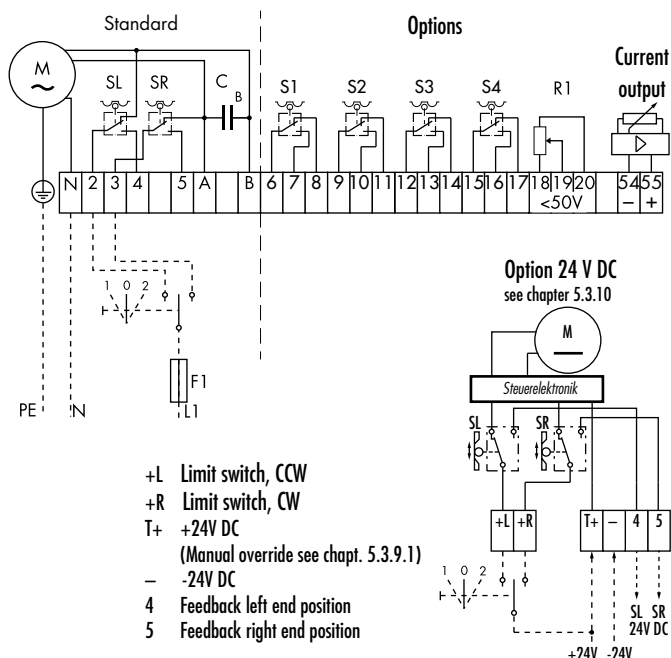 Standard
Options
M
~
SL
SR
C
B
S1
S2
S3
S4
R1
Current
output
N 2 3 4 5 A B 6 7 8 9 10 11 12 13 14 15 16 17 18 19 20 54 55
<50V
− +
1 0 2
F1
PE
N
L1
Option 24 V DC
see chapter 5.3.10
M
Steuerelektronik
SL
SR
+L +R T+ − 4 5
1 0 2
SL SR
24V DC
+24V -24V
+L Limit switch, CCW
+R Limit switch, CW
T+ +24V DC
(Manual override see chapt. 5.3.9.1)
– -24V DC
4 Feedback left end position
5 Feedback right end position